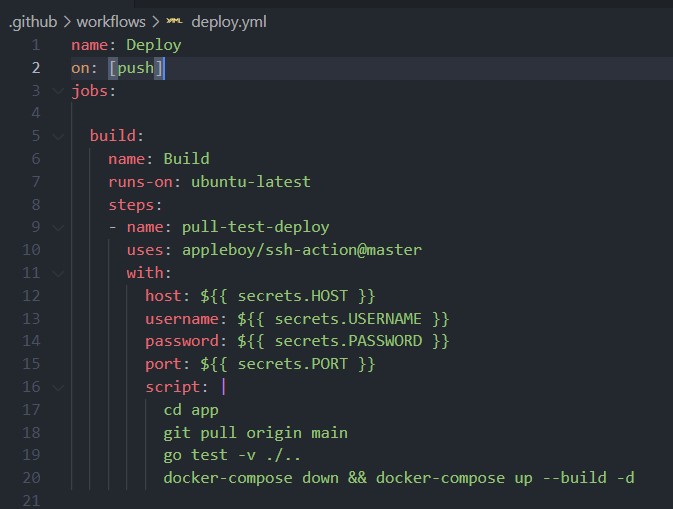 .github > workflows > YAML deploy.yml
1 name: Deploy
2 on: [push]
3 jobs:
4
5   build:
6     name: Build
7     runs-on: ubuntu-latest
8     steps:
9     - name: pull-test-deploy
10       uses: appleboy/ssh-action@master
11       with:
12         host: ${{ secrets.HOST }}
13         username: ${{ secrets.USERNAME }}
14         password: ${{ secrets.PASSWORD }}
15         port: ${{ secrets.PORT }}
16         script: |
17           cd app
18           git pull origin main
19           go test -v ./..
20           docker-compose down && docker-compose up --build -d
21